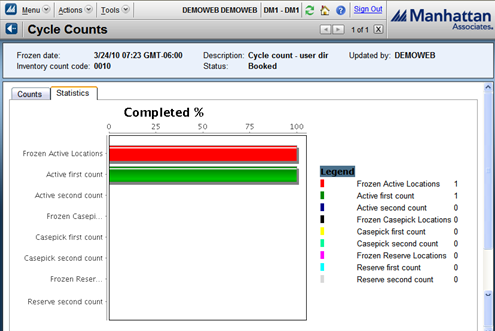 Menu Actions Tools DEMOWEB DEMOWEB DM1 - DM1 Sign Out
Manhattan Associates.
Cycle Counts 1 of 1
Frozen date: 3/24/10 07:23 GMT-06:00 Description: Cycle count - user dir Updated by: DEMOWEB
Inventory count code: 0010 Status: Booked
Counts Statistics
Completed %
0 25 50 75 100
Frozen Active Locations
Active first count
Active second count
Frozen Casepi...
Casepick first count
Casepick second count
Frozen Reser...
Reserve second count
Legend
Frozen Active Locations 1
Active first count 1
Active second count 0
Frozen Casepick Locations 0
Casepick first count 0
Casepick second count 0
Frozen Reserve Locations 0
Reserve first count 0
Reserve second count 0